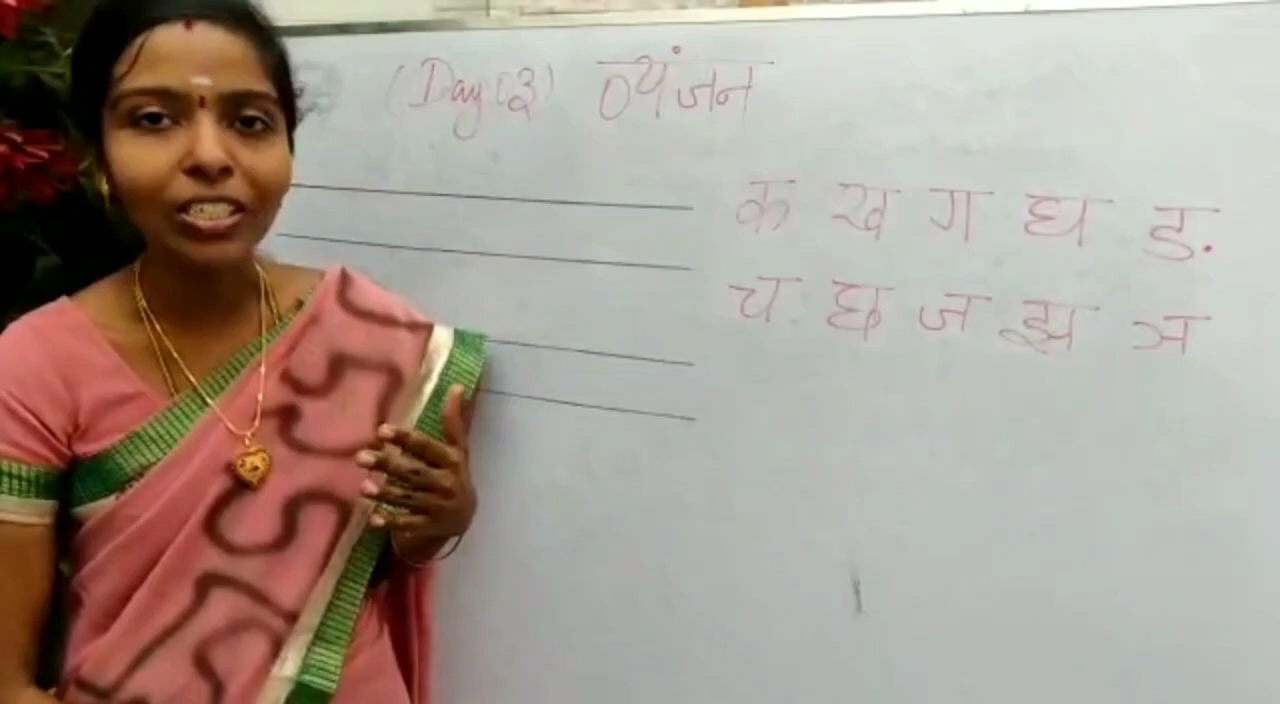 (Day 3) व्यंजन
क ख ग घ ङ
च छ ज झ ञ